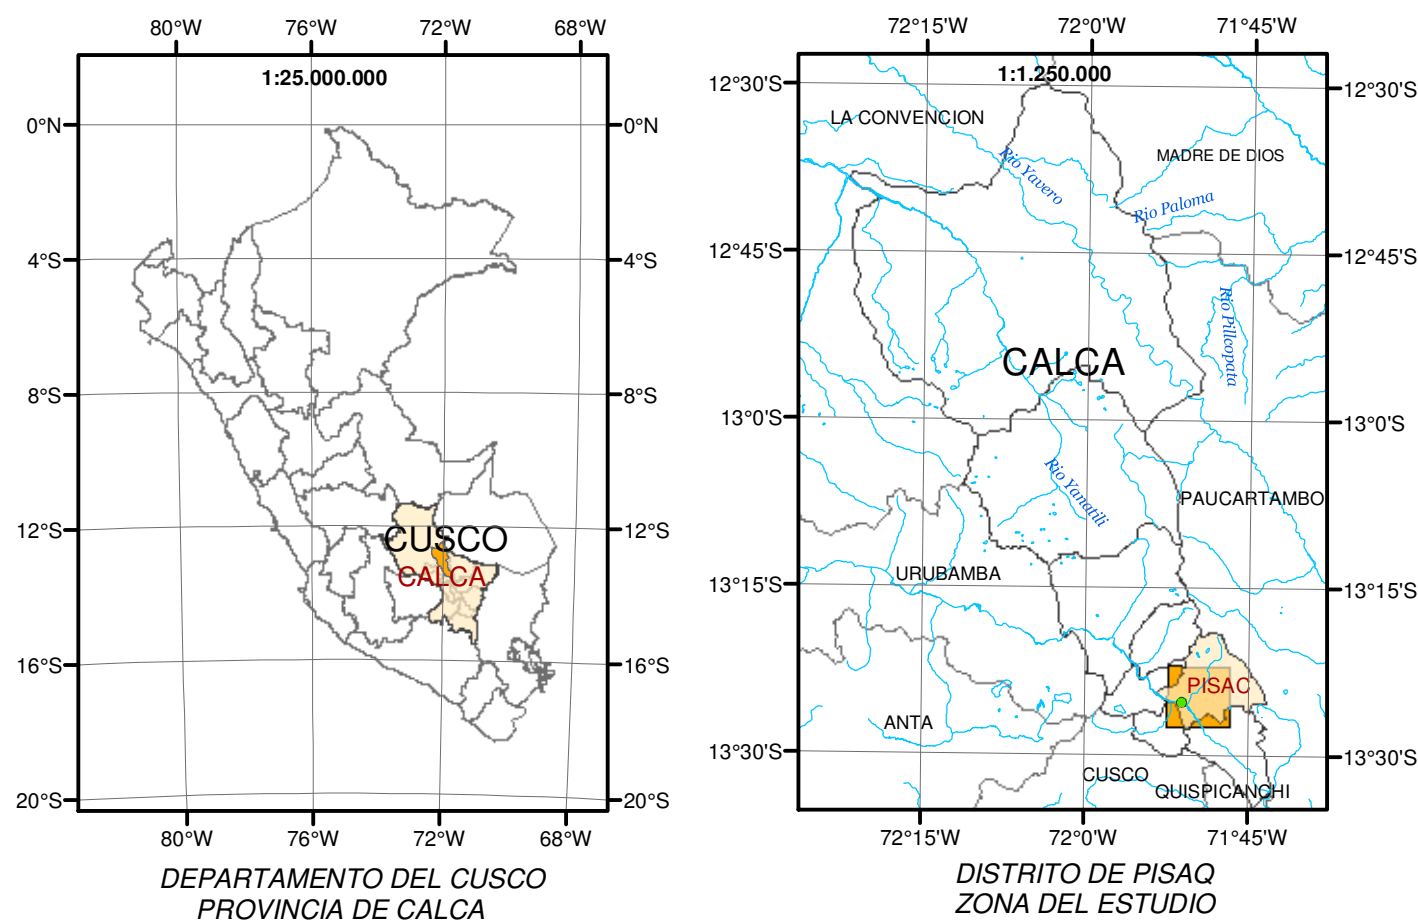 80°W 76°W 72°W 68°W
1:25.000.000
0°N 0°N
4°S 4°S
8°S 8°S
12°S 12°S
CUSCO
CALCA
16°S 16°S
20°S 20°S
80°W 76°W 72°W 68°W
DEPARTAMENTO DEL CUSCO
PROVINCIA DE CALCA
72°15'W 72°0'W 71°45'W
1:1.250.000
12°30'S 12°30'S
LA CONVENCION
MADRE DE DIOS
Rio Yavero
Rio Paloma
12°45'S 12°45'S
Rio Pillcopata
CALCA
13°0'S 13°0'S
Rio Yanatili
PAUCARTAMBO
URUBAMBA
13°15'S 13°15'S
PISAC
ANTA
13°30'S 13°30'S
CUSCO
QUISPICANCHI
72°15'W 72°0'W 71°45'W
DISTRITO DE PISAQ
ZONA DEL ESTUDIO